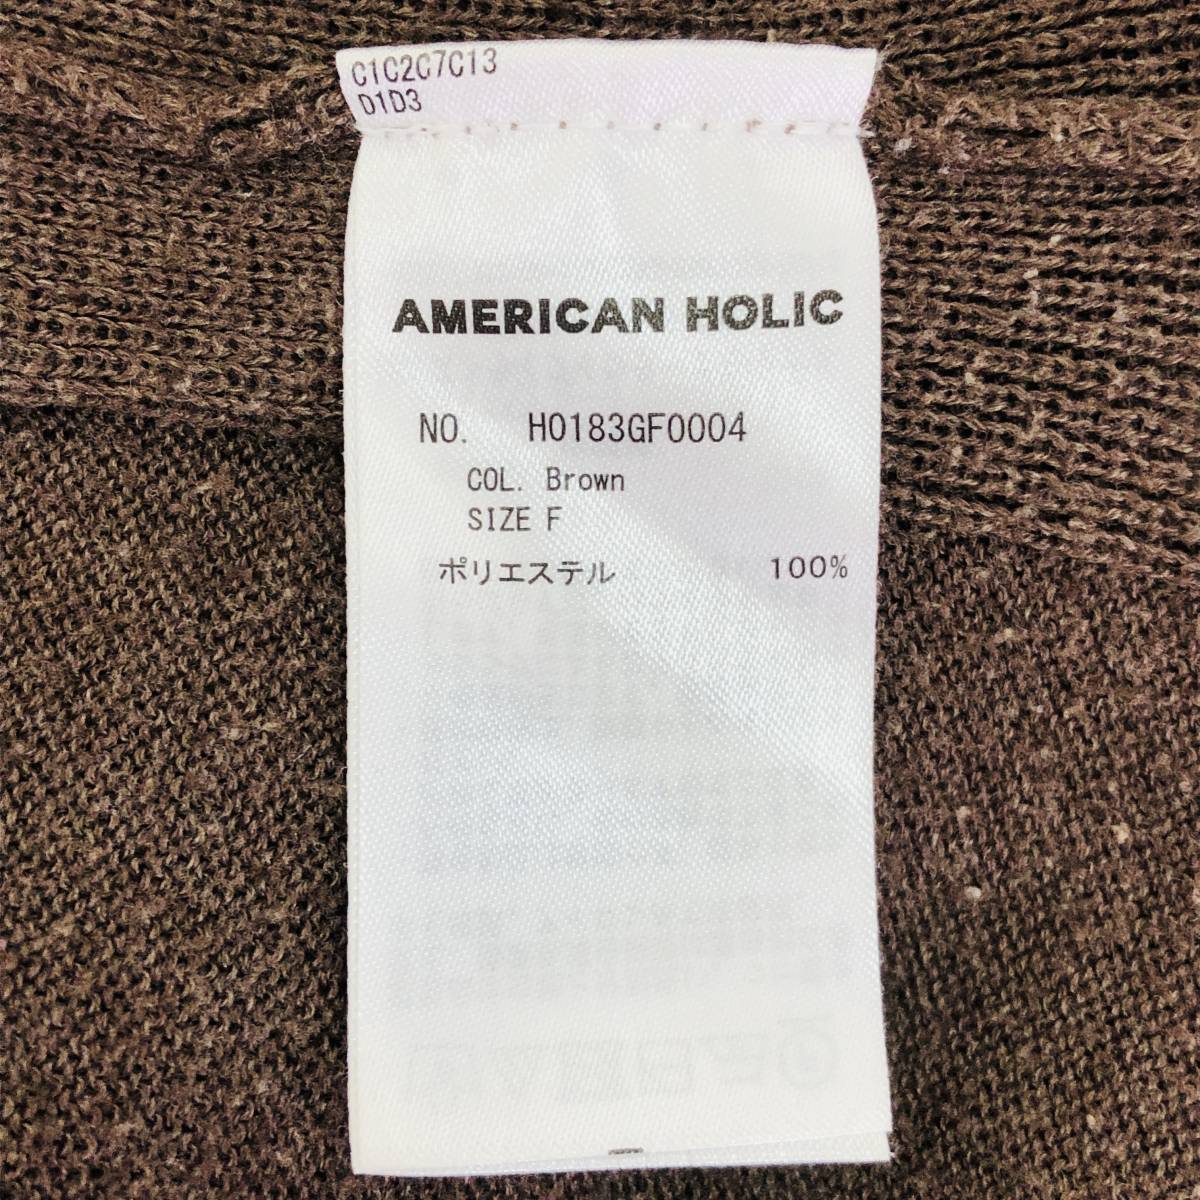 C1C2C7C13
D1D3
AMERICAN HOLIC
NO. H0183GF0004
COL. Brown
SIZE F
ポリエステル 100%